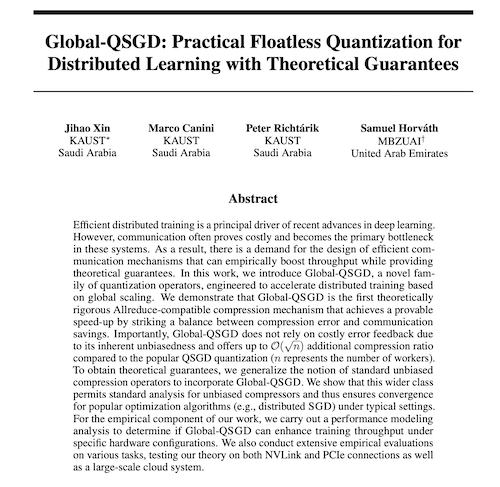 Global-QSGD: Practical Floatless Quantization for
Distributed Learning with Theoretical Guarantees
Jihao Xin Marco Canini Peter Richtárik Samuel Horváth
KAUST* KAUST KAUST MBZUAI†
Saudi Arabia Saudi Arabia Saudi Arabia United Arab Emirates
Abstract
Efficient distributed training is a principal driver of recent advances in deep learning.
However, communication often proves costly and becomes the primary bottleneck
in these systems. As a result, there is a demand for the design of efficient com-
munication mechanisms that can empirically boost throughput while providing
theoretical guarantees. In this work, we introduce Global-QSGD, a novel fam-
ily of quantization operators, engineered to accelerate distributed training based
on global scaling. We demonstrate that Global-QSGD is the first theoretically
rigorous Allreduce-compatible compression mechanism that achieves a provable
speed-up by striking a balance between compression error and communication
savings. Importantly, Global-QSGD does not rely on costly error feedback due
to its inherent unbiasedness and offers up to O(√n) additional compression ratio
compared to the popular QSGD quantization (n represents the number of workers).
To obtain theoretical guarantees, we generalize the notion of standard unbiased
compression operators to incorporate Global-QSGD. We show that this wider class
permits standard analysis for unbiased compressors and thus ensures convergence
for popular optimization algorithms (e.g., distributed SGD) under typical settings.
For the empirical component of our work, we carry out a performance modeling
analysis to determine if Global-QSGD can enhance training throughput under
specific hardware configurations. We also conduct extensive empirical evaluations
on various tasks, testing our theory on both NVLink and PCIe connections as well
as a large-scale cloud system.